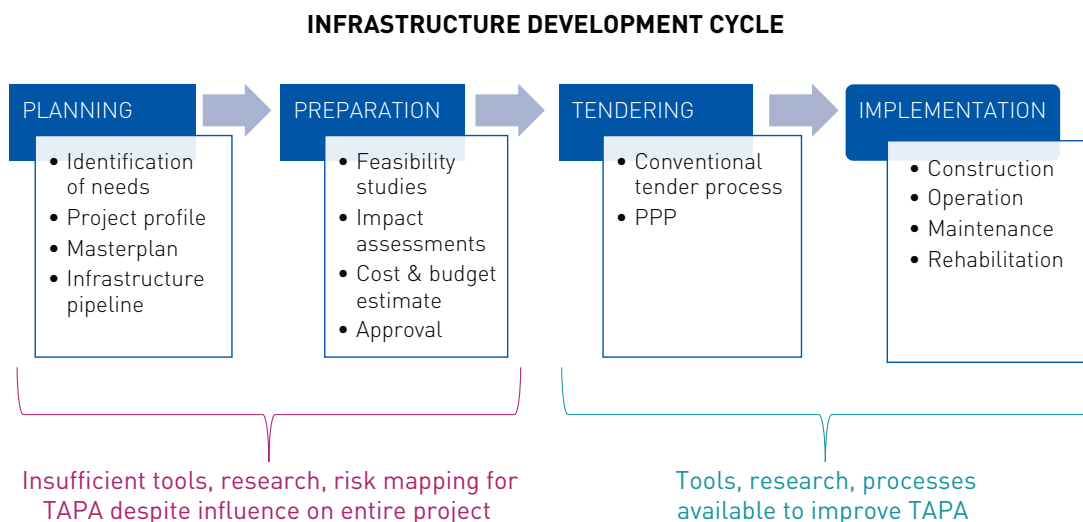 INFRASTRUCTURE DEVELOPMENT CYCLE
PLANNING
• Identification
of needs
• Project profile
• Masterplan
• Infrastructure
pipeline
PREPARATION
• Feasibility
studies
• Impact
assessments
• Cost & budget
estimate
• Approval
TENDERING
• Conventional
tender process
• PPP
IMPLEMENTATION
• Construction
• Operation
• Maintenance
• Rehabilitation
Insufficient tools, research, risk mapping for
TAPA despite influence on entire project
Tools, research, processes
available to improve TAPA